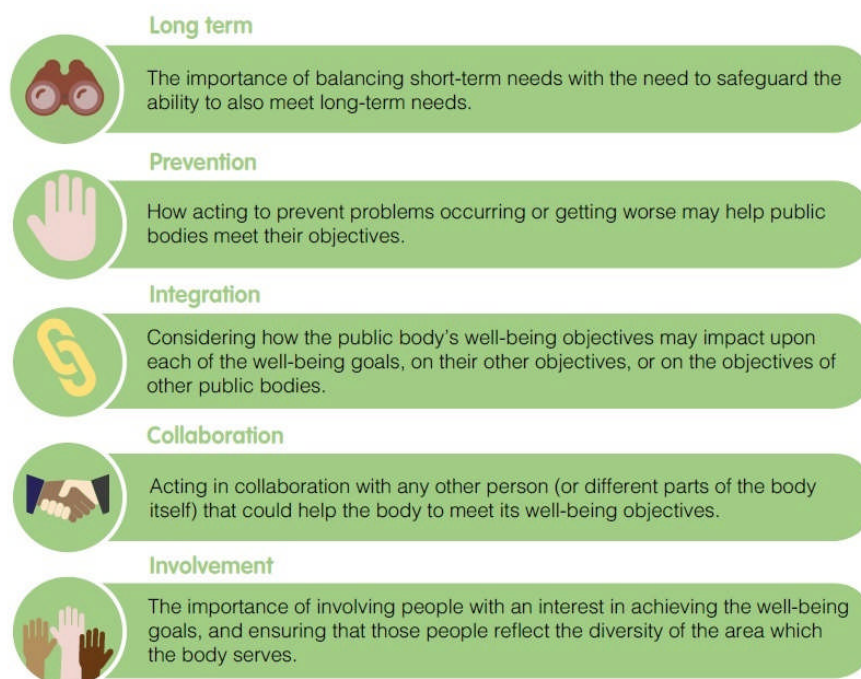 Long term
The importance of balancing short-term needs with the need to safeguard the
ability to also meet long-term needs.
Prevention
How acting to prevent problems occurring or getting worse may help public
bodies meet their objectives.
Integration
Considering how the public body's well-being objectives may impact upon
each of the well-being goals, on their other objectives, or on the objectives of
other public bodies.
Collaboration
Acting in collaboration with any other person (or different parts of the body
itself) that could help the body to meet its well-being objectives.
Involvement
The importance of involving people with an interest in achieving the well-being
goals, and ensuring that those people reflect the diversity of the area which
the body serves.